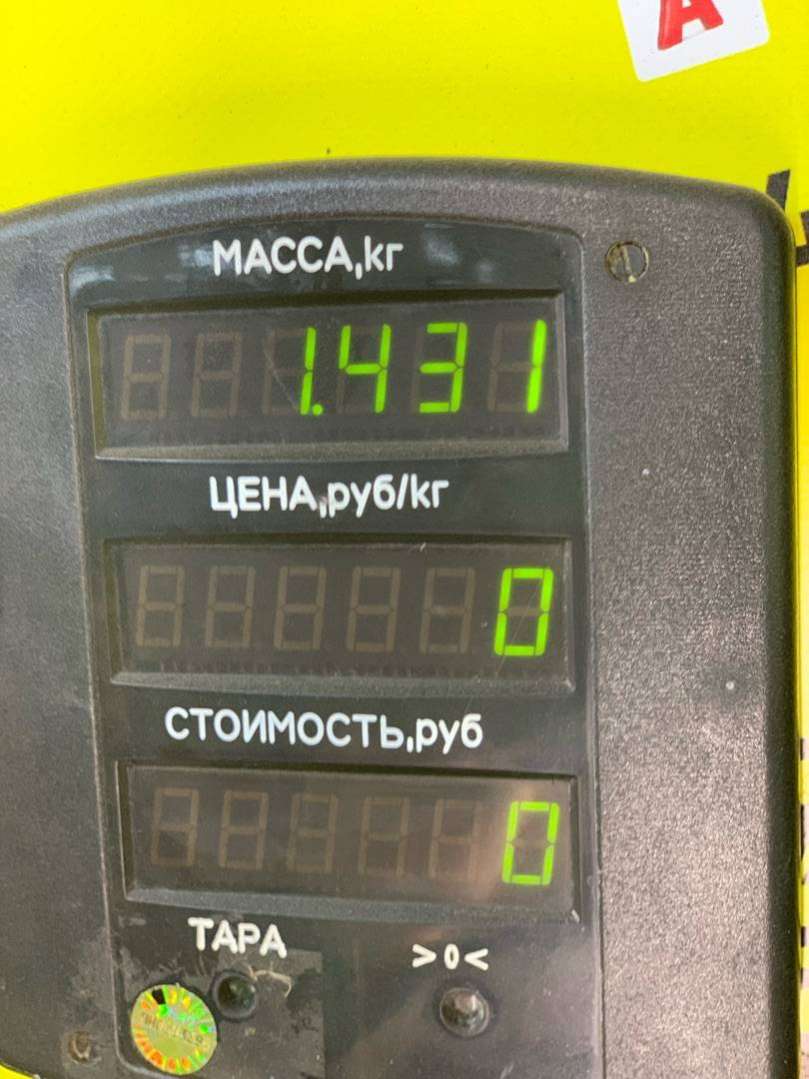 А
МАССА,кг
1.431
ЦЕНА,руб/кг
0
СТОИМОСТЬ,руб
0
ТАРА
>0<